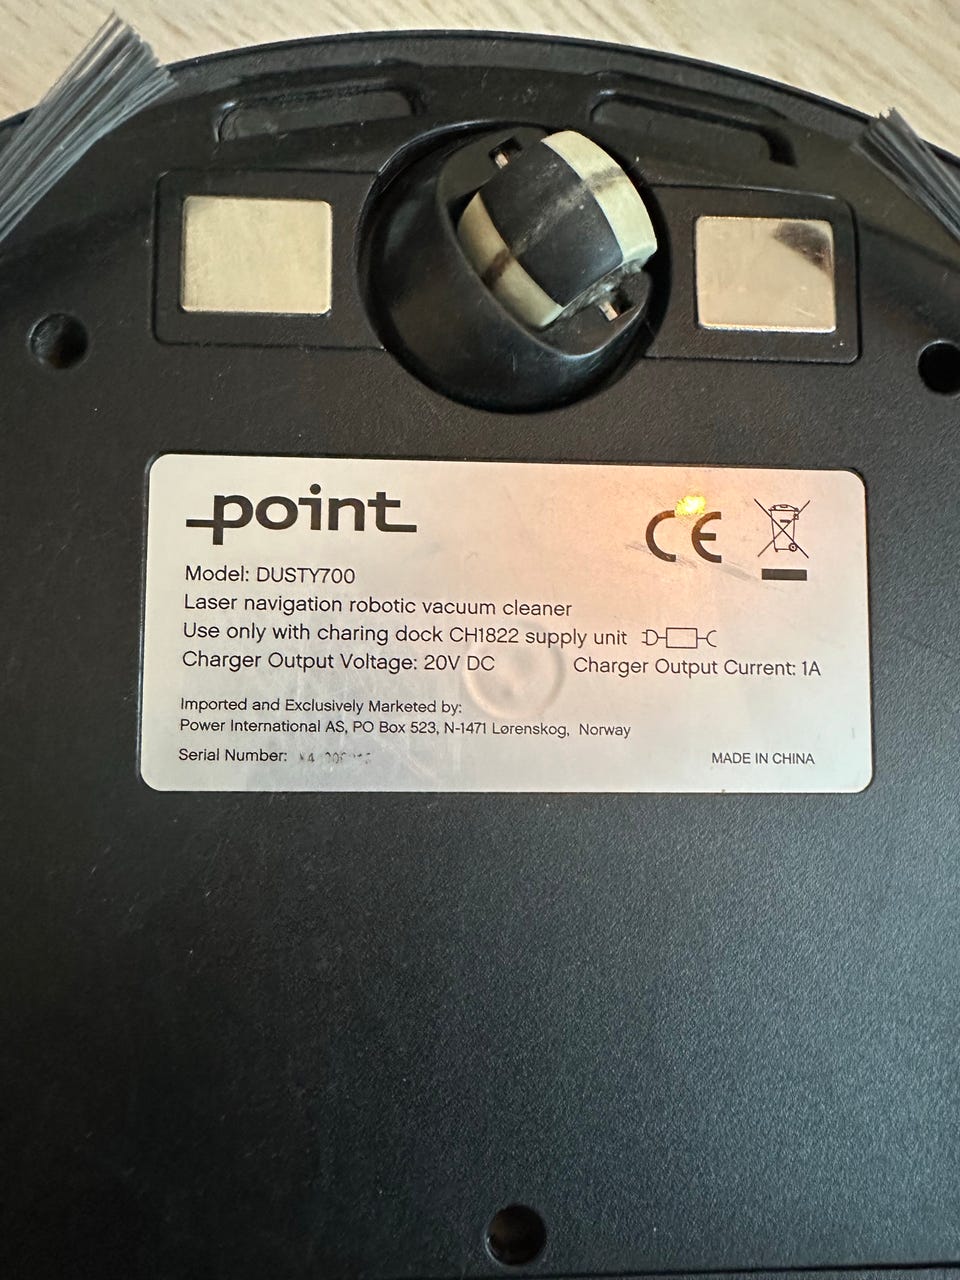 point
CE
Model: DUSTY700
Laser navigation robotic vacuum cleaner
Use only with charing dock CH1822 supply unit
Charger Output Voltage: 20V DC Charger Output Current: 1A
Imported and Exclusively Marketed by:
Power International AS, PO Box 523, N-1471 Lørenskog, Norway
Serial Number:
MADE IN CHINA